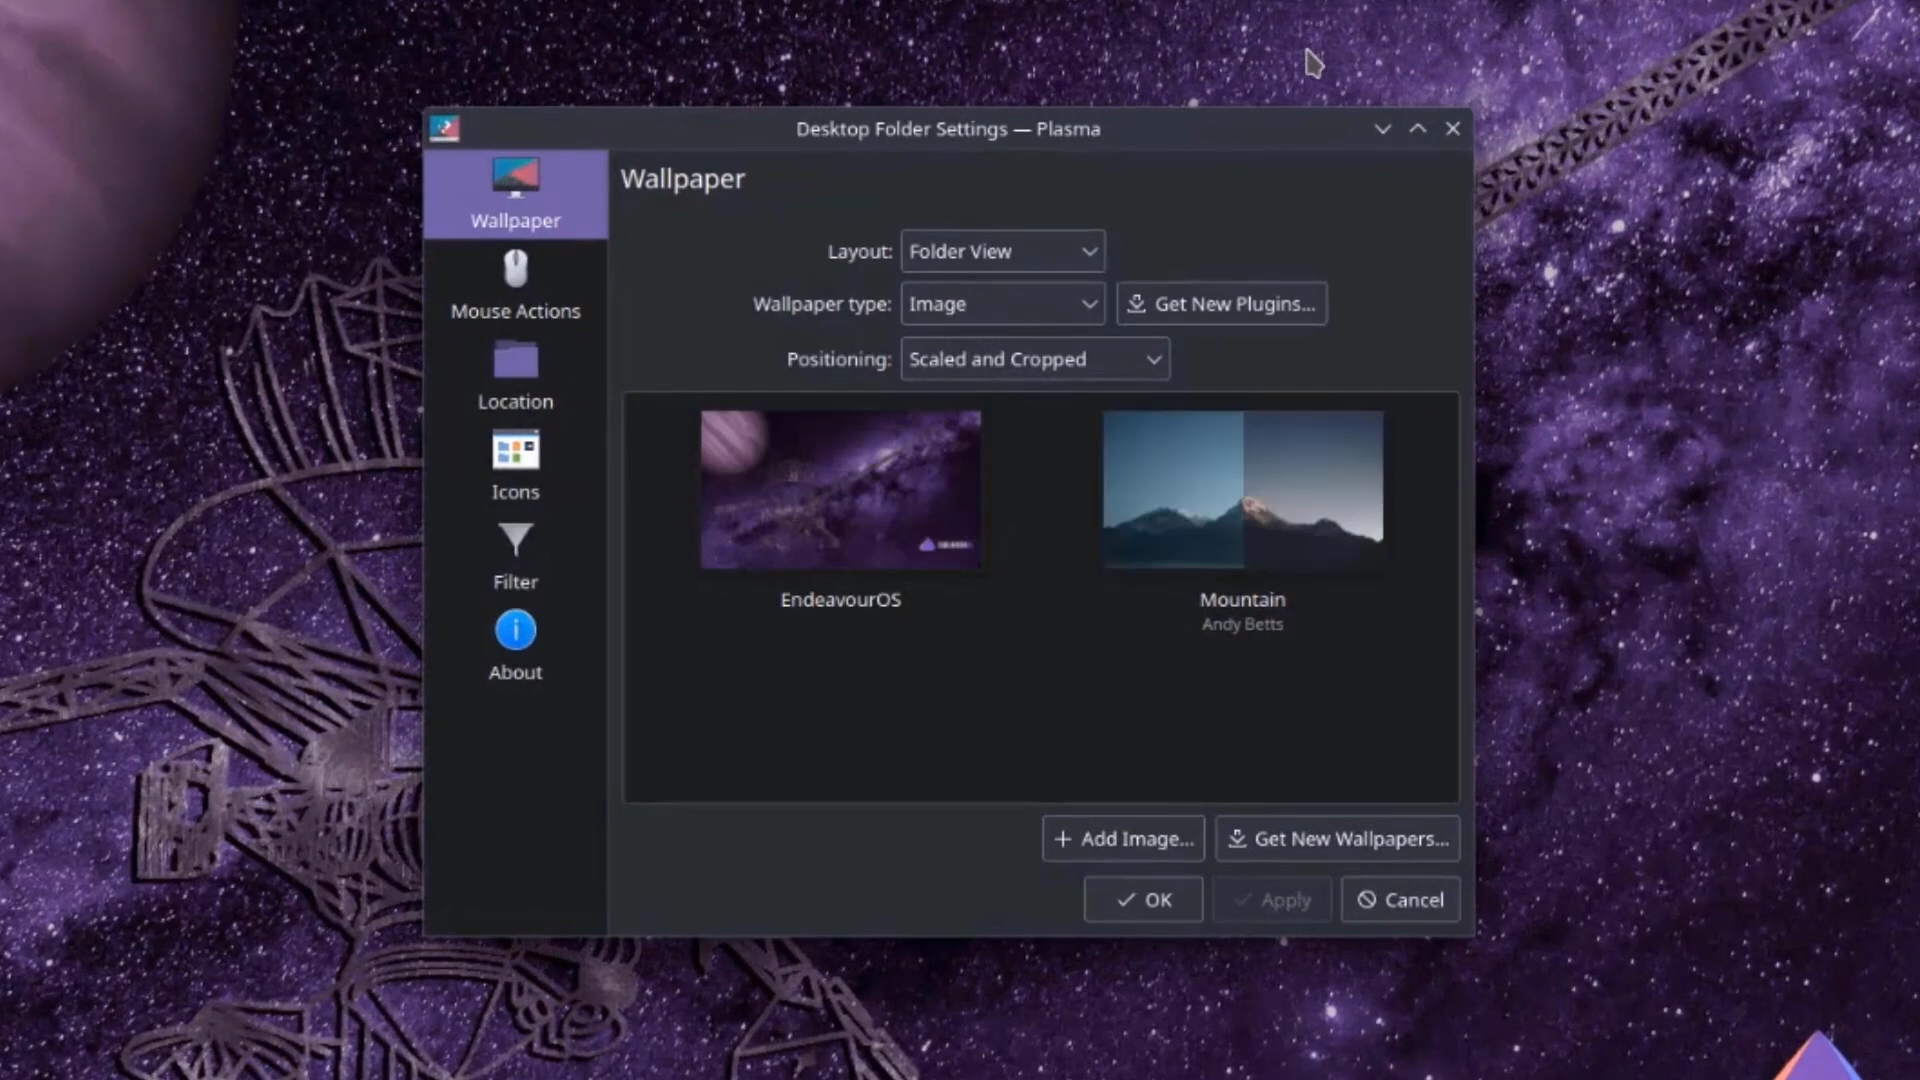 Desktop Folder Settings — Plasma
Wallpaper
Mouse Actions
Location
Icons
Filter
About
Wallpaper
Layout: Folder View
Wallpaper type: Image Get New Plugins...
Positioning: Scaled and Cropped
EndeavourOS
Mountain
Andy Betts
Add Image... Get New Wallpapers...
OK Apply Cancel